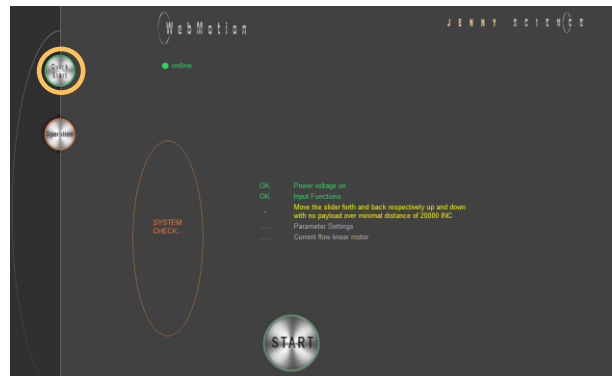 WebMotion
JENNY SCIENCE
Quick
Start
online
Operation
OK Power voltage on
OK Input Functions
- Move the slider forth and back respectively up and down
with no payload over minimal distance of 20000 INC
SYSTEM
CHECK...
.... Parameter Settings
.... Current flow linear motor
START